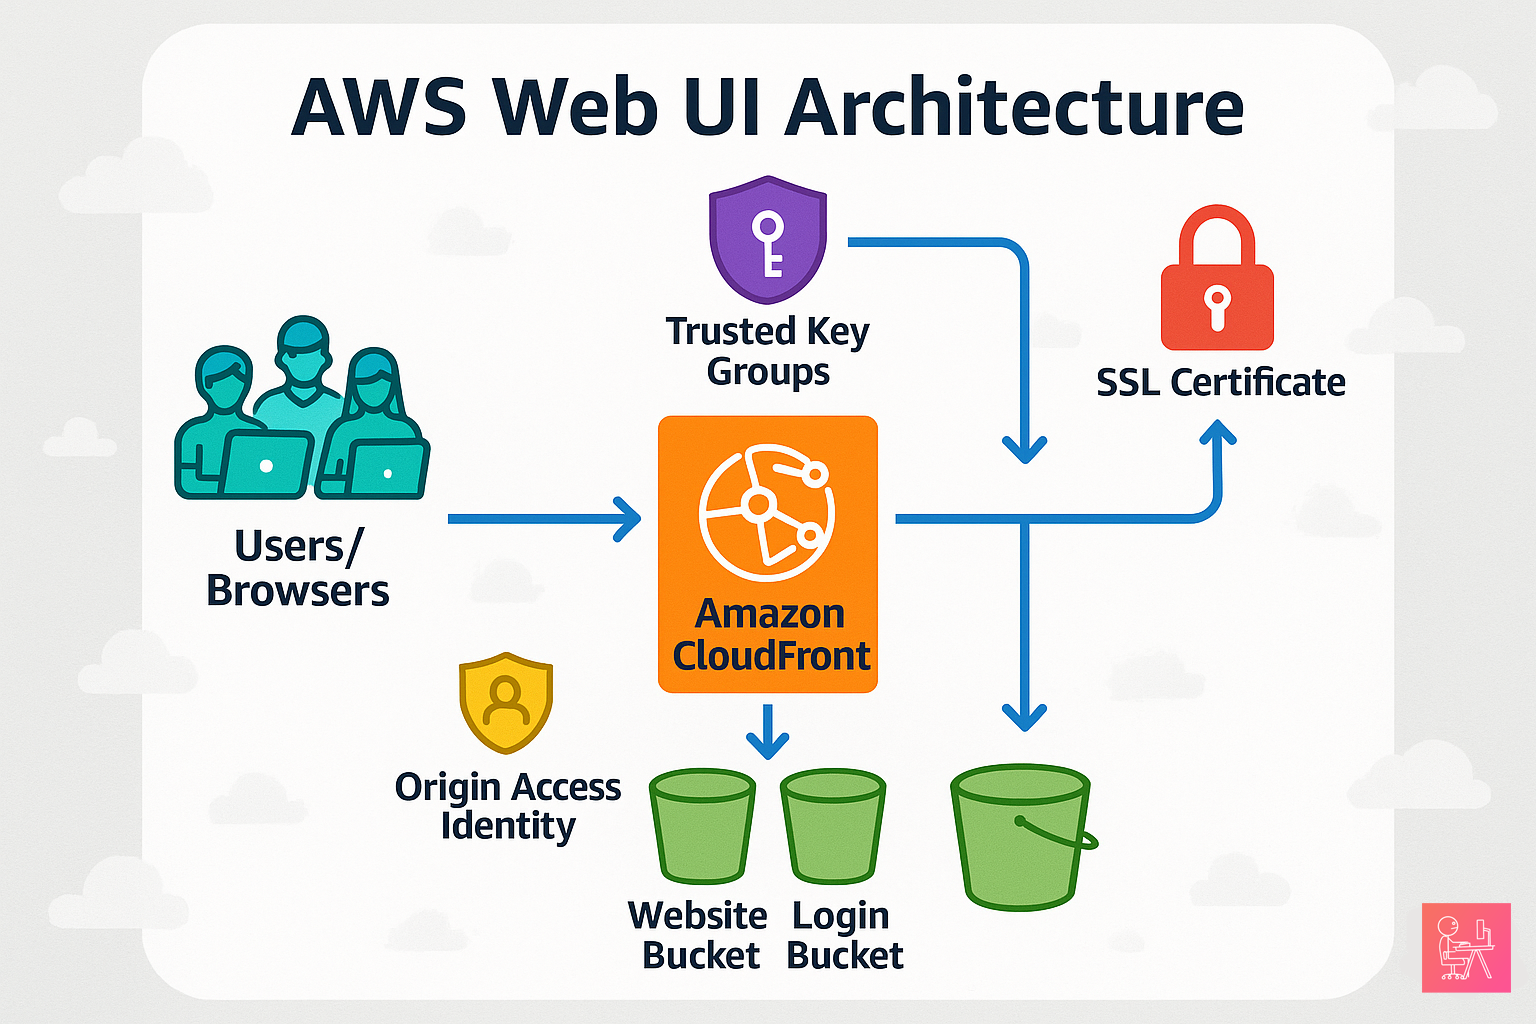 AWS Web UI Architecture
Trusted Key
Groups
SSL Certificate
Users/
Browsers
Amazon
CloudFront
Origin Access
Identity
Website
Bucket
Login
Bucket